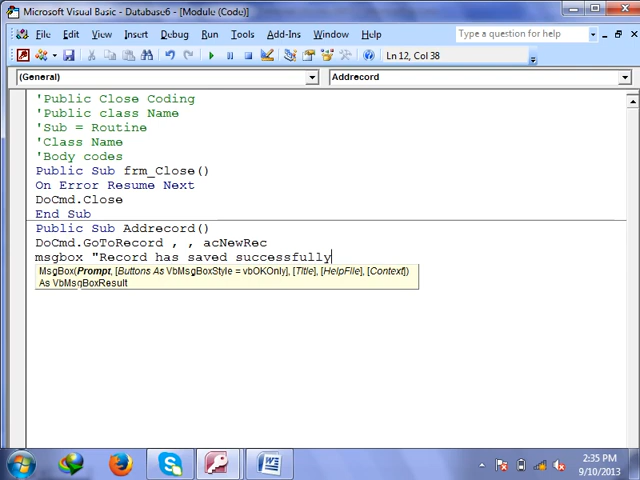 Microsoft Visual Basic - Database6 - [Module (Code)]
File Edit View Insert Debug Run Tools Add-Ins Window Help Type a question for help
Ln 12, Col 38
(General) Addrecord
'Public Close Coding
'Public class Name
'Sub = Routine
'Class Name
'Body codes
Public Sub frm_Close()
On Error Resume Next
DoCmd.Close
End Sub
Public Sub Addrecord()
DoCmd.GoToRecord , , acNewRec
msgbox "Record has saved successfully
MsgBox(Prompt, [Buttons As VbMsgBoxStyle = vbOKOnly], [Title], [HelpFile], [Context])
As VbMsgBoxResult
2:35 PM
9/10/2013